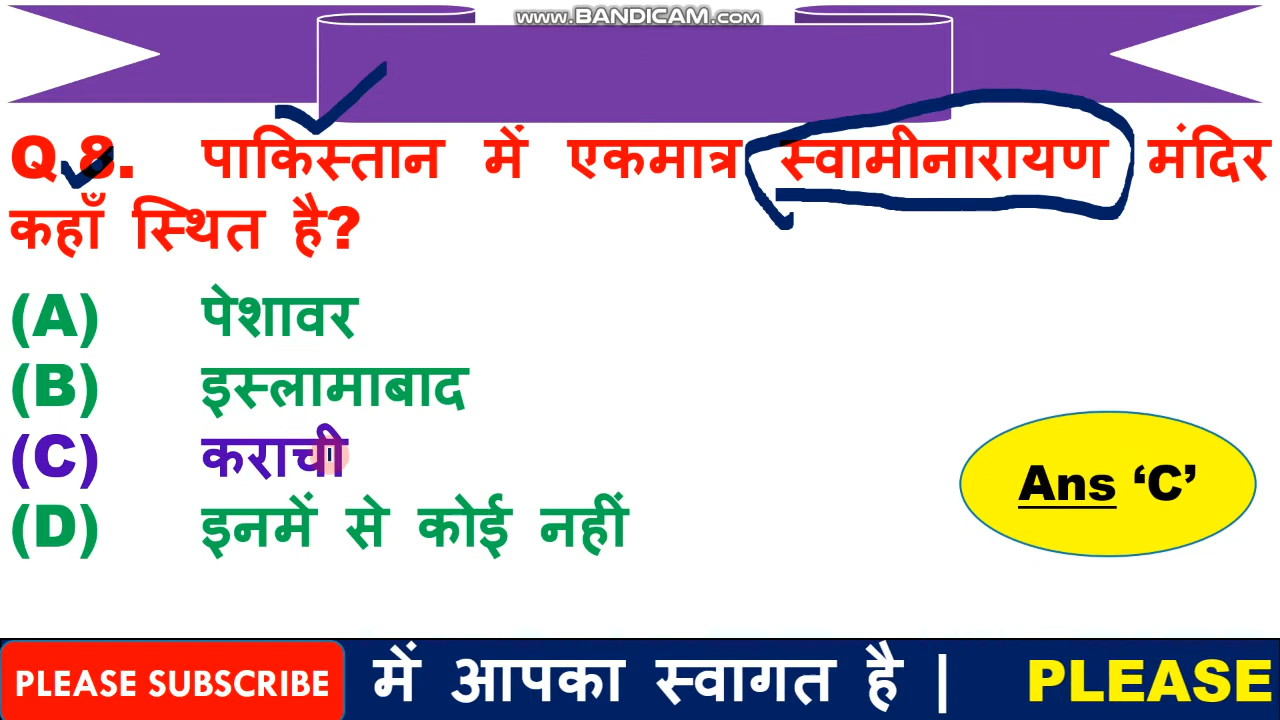 www.BANDICAM.com
Q.8. पाकिस्तान में एकमात्र स्वामीनारायण मंदिर
कहाँ स्थित है?
(A) पेशावर
(B) इस्लामाबाद
(C) कराची
(D) इनमें से कोई नहीं
Ans ‘C’
PLEASE SUBSCRIBE में आपका स्वागत है | PLEASE